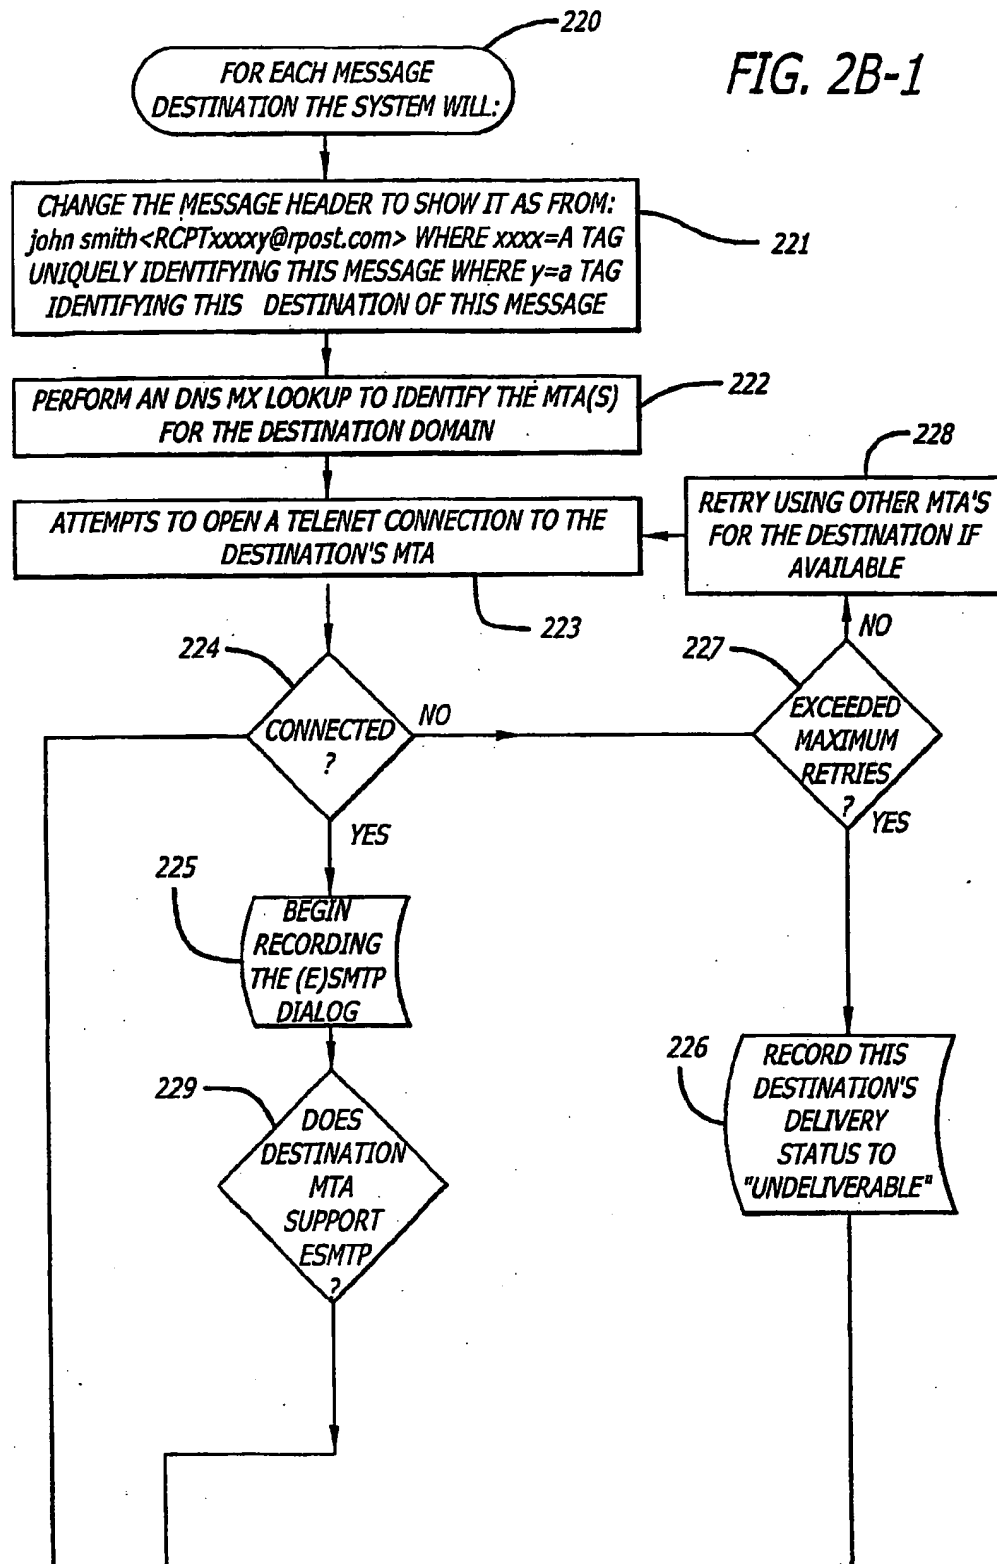 220
FIG. 2B-1
FOR EACH MESSAGE
DESTINATION THE SYSTEM WILL:
CHANGE THE MESSAGE HEADER TO SHOW IT AS FROM:
john smith<RCPTxxxxy@rpost.com> WHERE xxxx=A TAG
UNIQUELY IDENTIFYING THIS MESSAGE WHERE y=a TAG
IDENTIFYING THIS DESTINATION OF THIS MESSAGE
221
PERFORM AN DNS MX LOOKUP TO IDENTIFY THE MTA(S)
FOR THE DESTINATION DOMAIN
222
228
ATTEMPTS TO OPEN A TELENET CONNECTION TO THE
DESTINATION'S MTA
RETRY USING OTHER MTA'S
FOR THE DESTINATION IF
AVAILABLE
223
224
CONNECTED
?
NO
YES
227
NO
EXCEEDED
MAXIMUM
RETRIES
?
YES
225
BEGIN
RECORDING
THE (E)SMTP
DIALOG
226
RECORD THIS
DESTINATION'S
DELIVERY
STATUS TO
"UNDELIVERABLE"
229
DOES
DESTINATION
MTA
SUPPORT
ESMTP
?